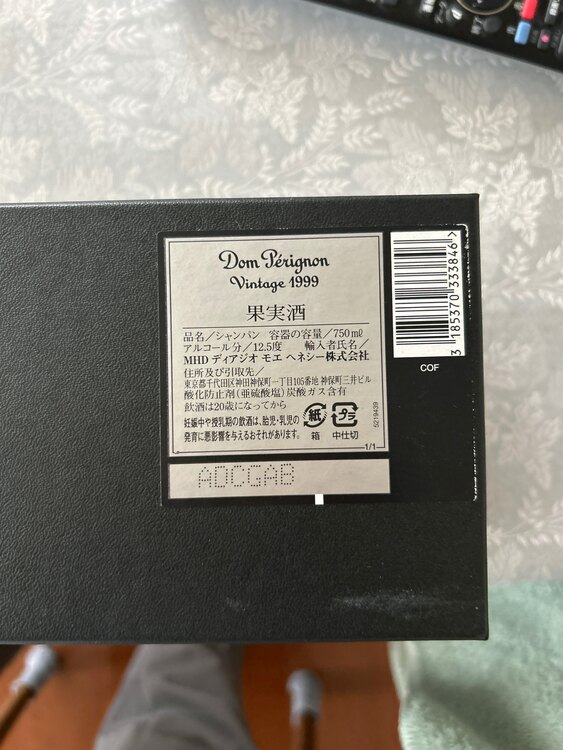 Dom Pérignon
Vintage 1999
果実酒
品名／シャンパン 容器の容量／750mℓ
アルコール分／12.5度 輸入者氏名／
MHD ディアジオ モエ ヘネシー株式会社
住所及び引取先／
東京都千代田区神田神保町一丁目105番地 神保町三井ビル
酸化防止剤(亜硫酸塩)炭酸ガス含有
飲酒は20歳になってから
妊娠中や授乳期の飲酒は、胎児・乳児の
発育に悪影響を与えるおそれがあります。
紙
箱
プラ
中仕切
1/1
5219439
ADCGAB
3 185370 333846>
COF